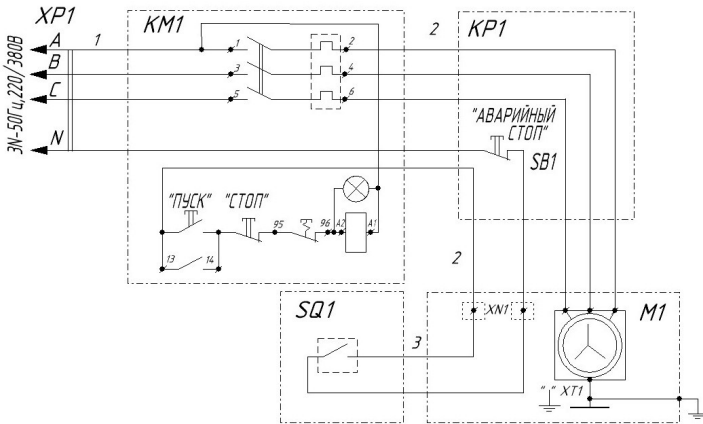 XP1
KM1
KP1
A
1
B
C
N
3N~50Гц,220/380В
1
2
3
4
5
6
2
"АВАРИЙНЫЙ
СТОП"
SB1
"ПУСК"
"СТОП"
95
96
A2
A1
13
14
2
SQ1
3
XN1
M1
XT1